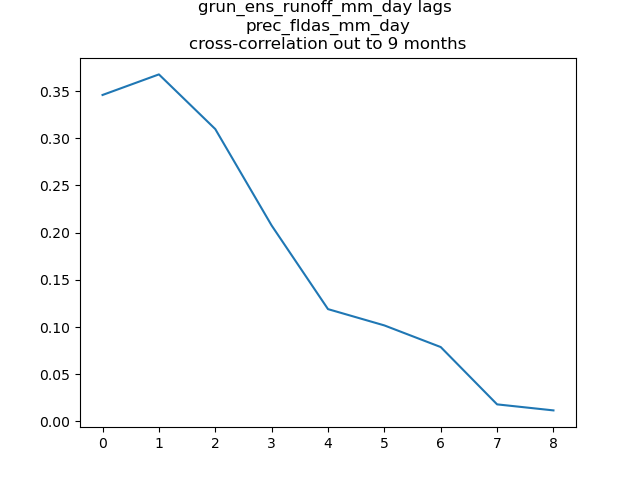 grun_ens_runoff_mm_day lags
prec_fldas_mm_day
cross-correlation out to 9 months
0.35
0.30
0.25
0.20
0.15
0.10
0.05
0.00
0 1 2 3 4 5 6 7 8